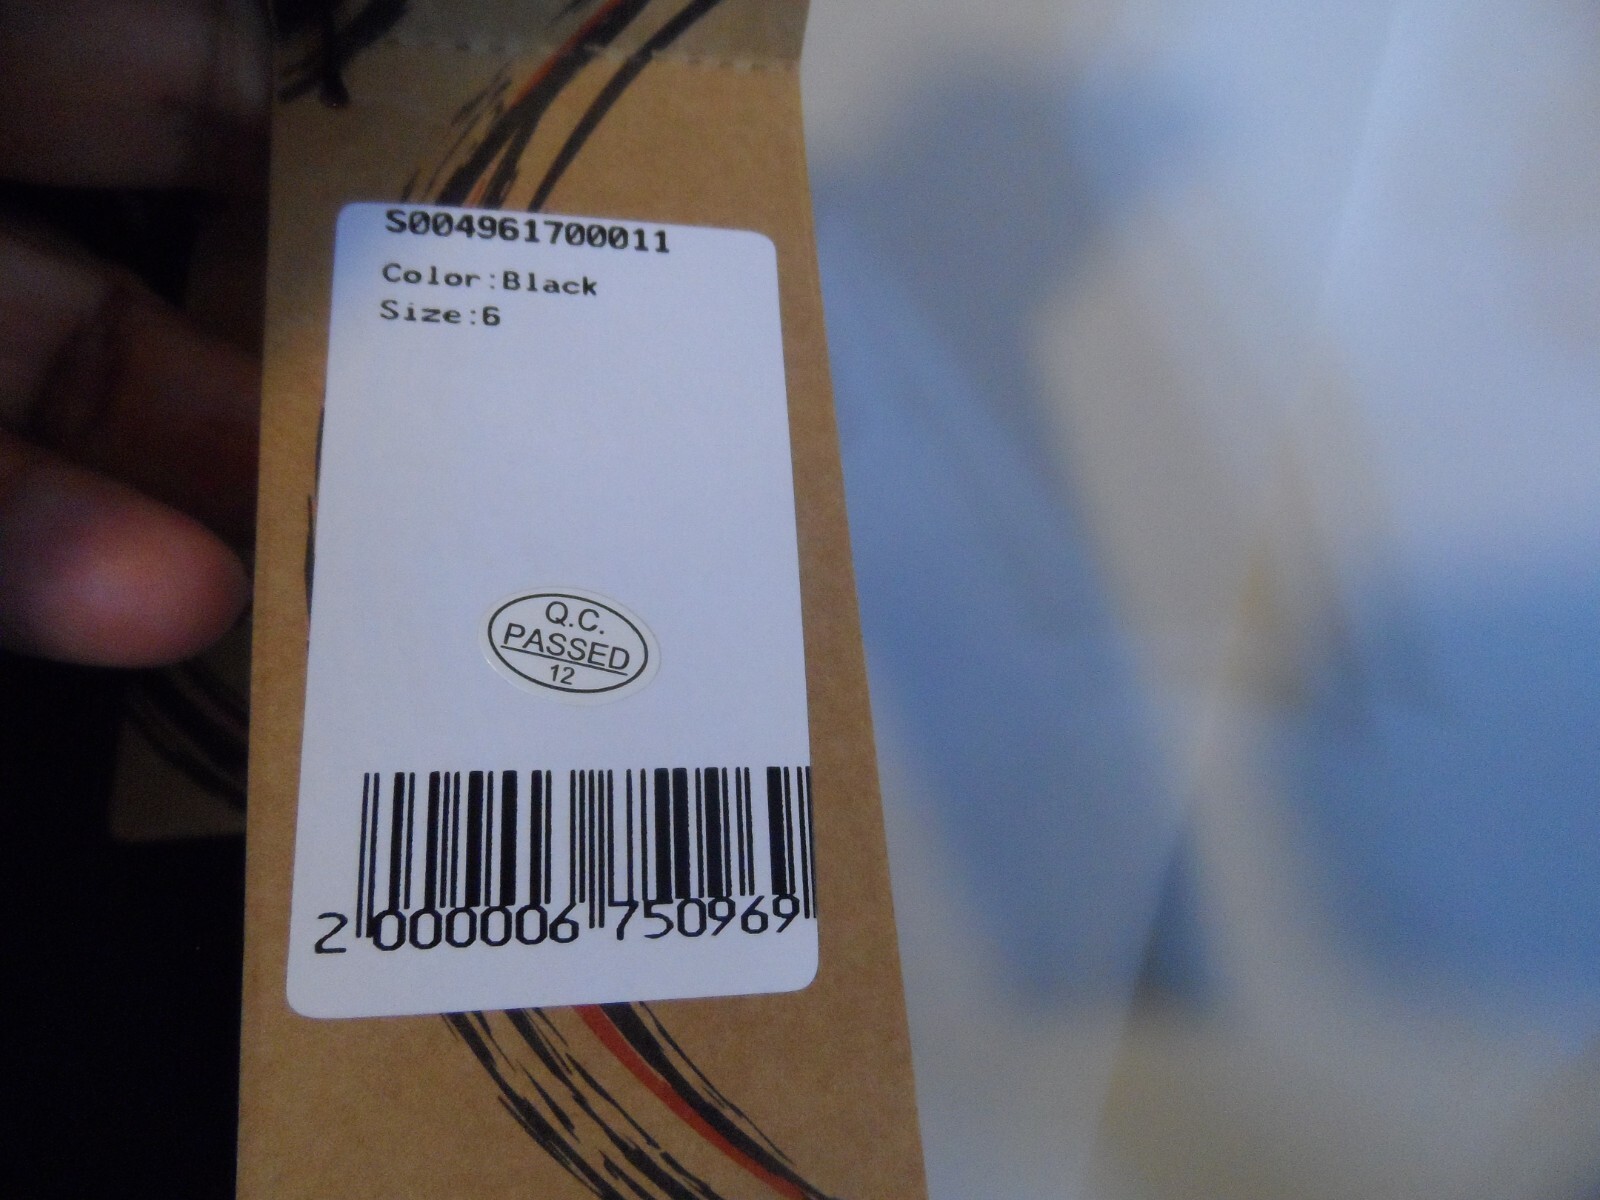 S004961700011
Color:Black
Size:6
Q.C.
PASSED
12
2 000006 750969